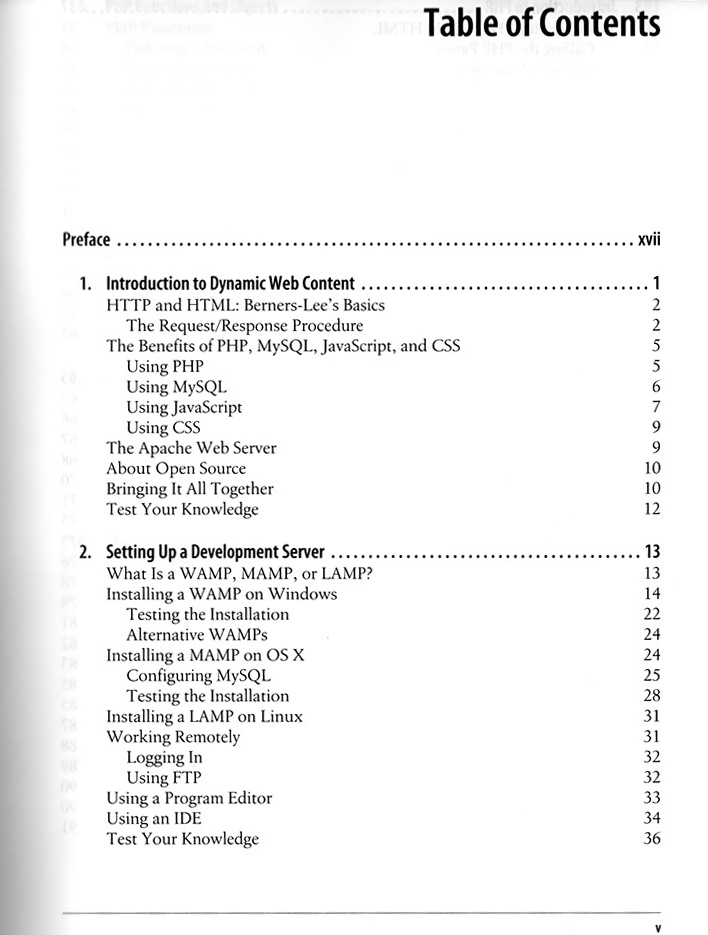 Table of Contents
Preface ..................................................................... xvii
1. Introduction to Dynamic Web Content ...................................... 1
HTTP and HTML: Berners-Lee's Basics 2
The Request/Response Procedure 2
The Benefits of PHP, MySQL, JavaScript, and CSS 5
Using PHP 5
Using MySQL 6
Using JavaScript 7
Using CSS 9
The Apache Web Server 9
About Open Source 10
Bringing It All Together 10
Test Your Knowledge 12
2. Setting Up a Development Server ......................................... 13
What Is a WAMP, MAMP, or LAMP? 13
Installing a WAMP on Windows 14
Testing the Installation 22
Alternative WAMPs 24
Installing a MAMP on OS X 24
Configuring MySQL 25
Testing the Installation 28
Installing a LAMP on Linux 31
Working Remotely 31
Logging In 32
Using FTP 32
Using a Program Editor 33
Using an IDE 34
Test Your Knowledge 36
v